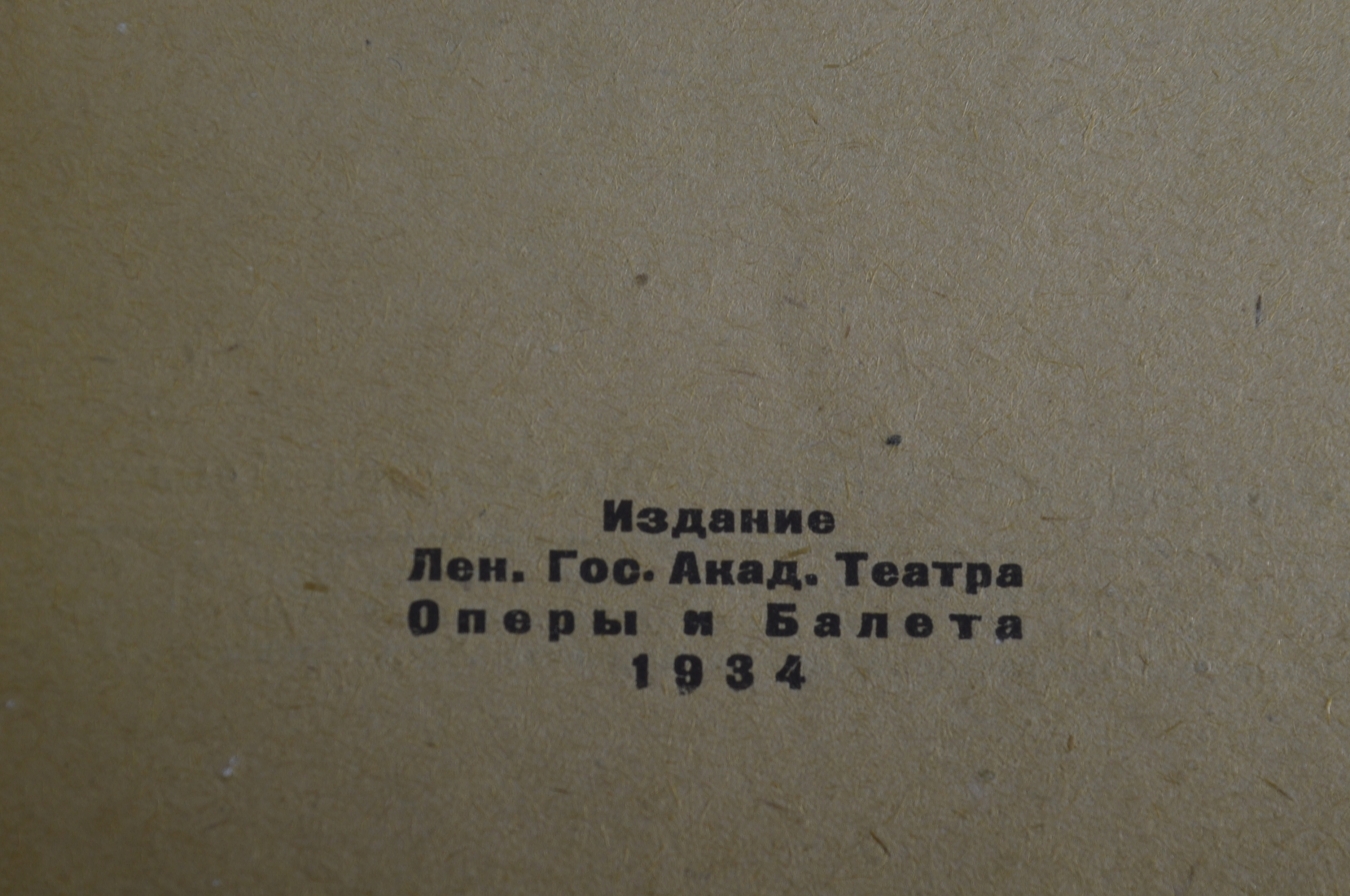 Издание
Лен. Гос. Акад. Театра
Оперы и Балета
1934